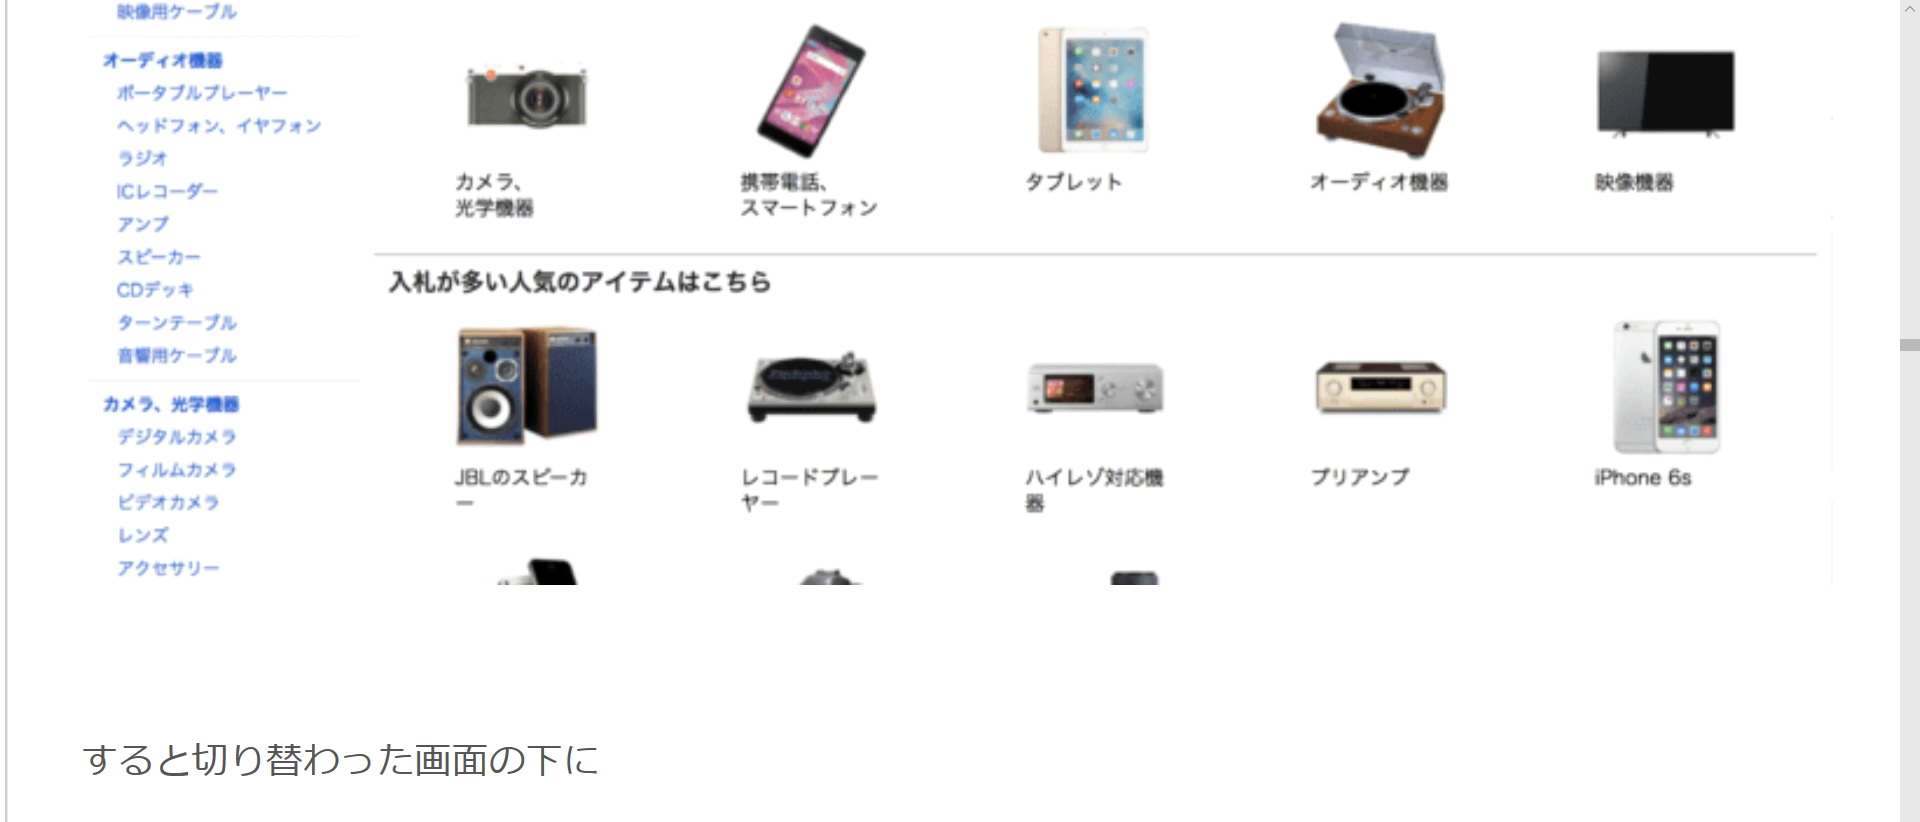 映像用ケーブル
オーディオ機器
ポータブルプレーヤー
ヘッドフォン、イヤフォン
ラジオ
ICレコーダー
アンプ
スピーカー
CDデッキ
ターンテーブル
音響用ケーブル
カメラ、光学機器
デジタルカメラ
フィルムカメラ
ビデオカメラ
レンズ
アクセサリー
カメラ、
光学機器
携帯電話、
スマートフォン
タブレット
オーディオ機器
映像機器
入札が多い人気のアイテムはこちら
JBLのスピーカ
ー
レコードプレー
ヤー
ハイレゾ対応機
器
プリアンプ
iPhone 6s
すると切り替わった画面の下に